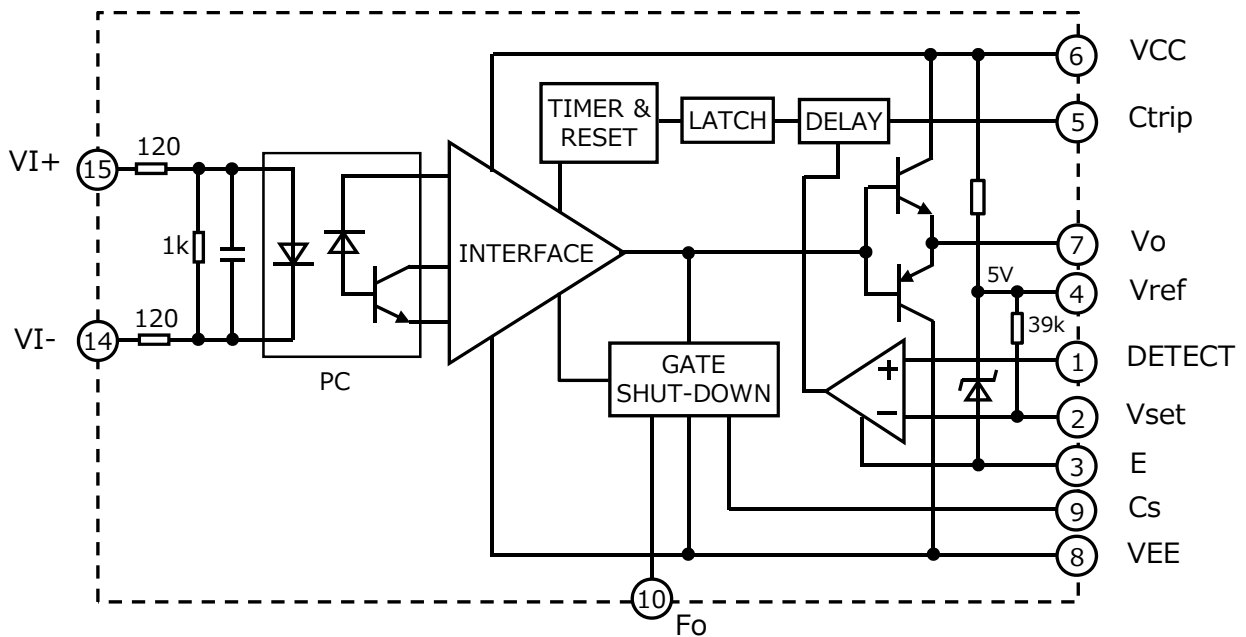 6 VCC
TIMER &
RESET
LATCH
DELAY
5 Ctrip
VI+ 15 120
1k
INTERFACE
7 Vo
5V
4 Vref
VI- 14 120
39k
PC
1 DETECT
GATE
SHUT-DOWN
+
−
2 Vset
3 E
9 Cs
8 VEE
10
Fo